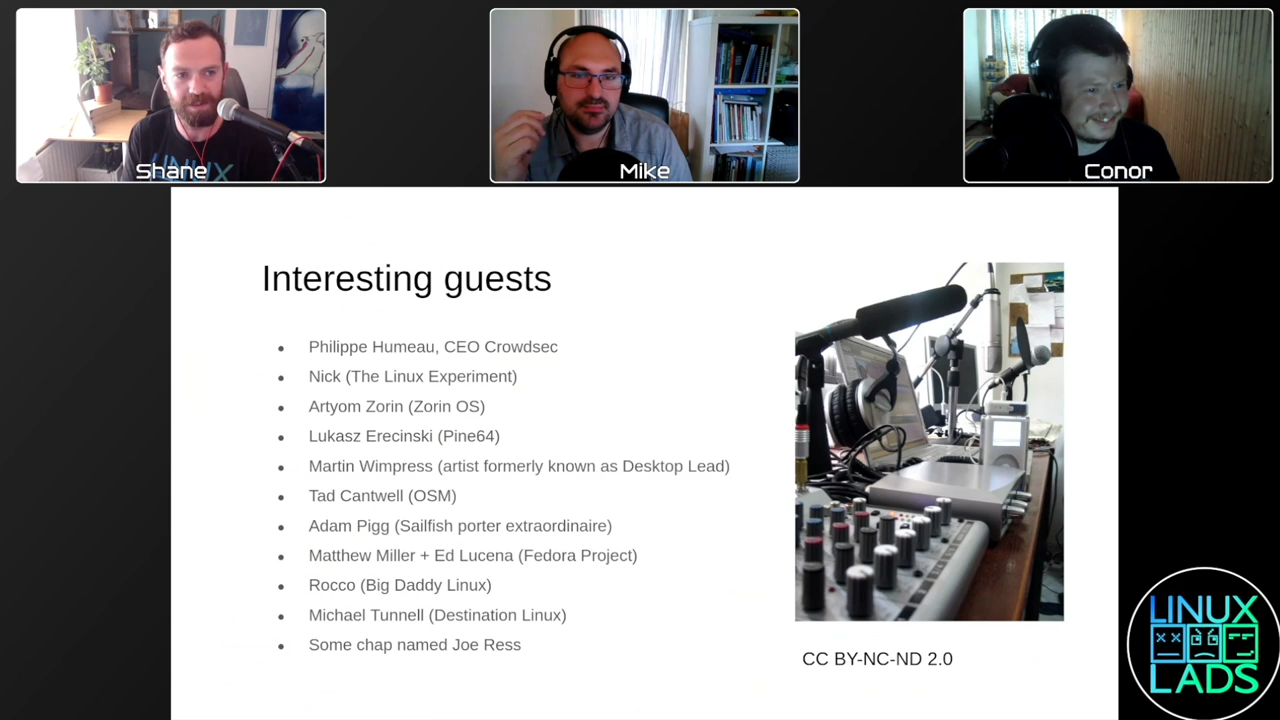 LINUX
Shane
Mike
Conor
Interesting guests
Philippe Humeau, CEO Crowdsec
Nick (The Linux Experiment)
Artyom Zorin (Zorin OS)
Lukasz Erecinski (Pine64)
Martin Wimpress (artist formerly known as Desktop Lead)
Tad Cantwell (OSM)
Adam Pigg (Sailfish porter extraordinaire)
Matthew Miller + Ed Lucena (Fedora Project)
Rocco (Big Daddy Linux)
Michael Tunnell (Destination Linux)
Some chap named Joe Ress
CC BY-NC-ND 2.0
LINUX
LADS